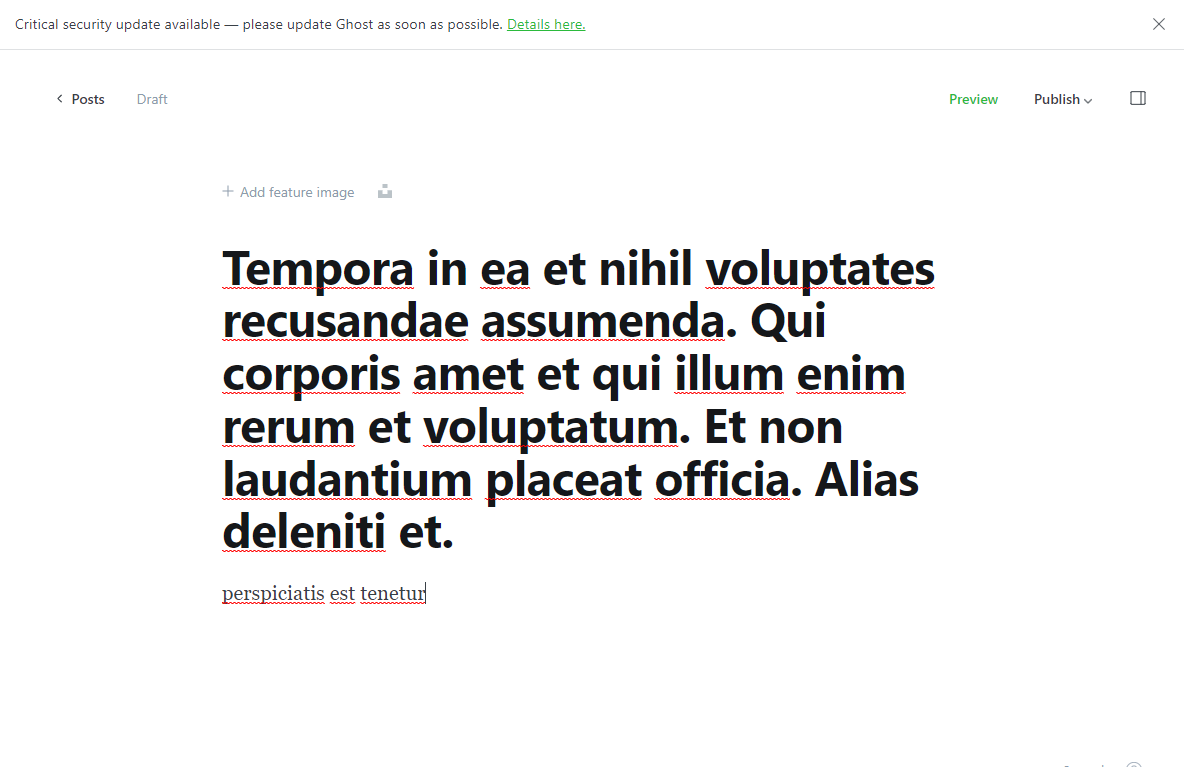 Critical security update available — please update Ghost as soon as possible. Details here.
Posts Draft Preview Publish
Add feature image
Tempora in ea et nihil voluptates
recusandae assumenda. Qui
corporis amet et qui illum enim
rerum et voluptatum. Et non
laudantium placeat officia. Alias
deleniti et.
perspiciatis est tenetur